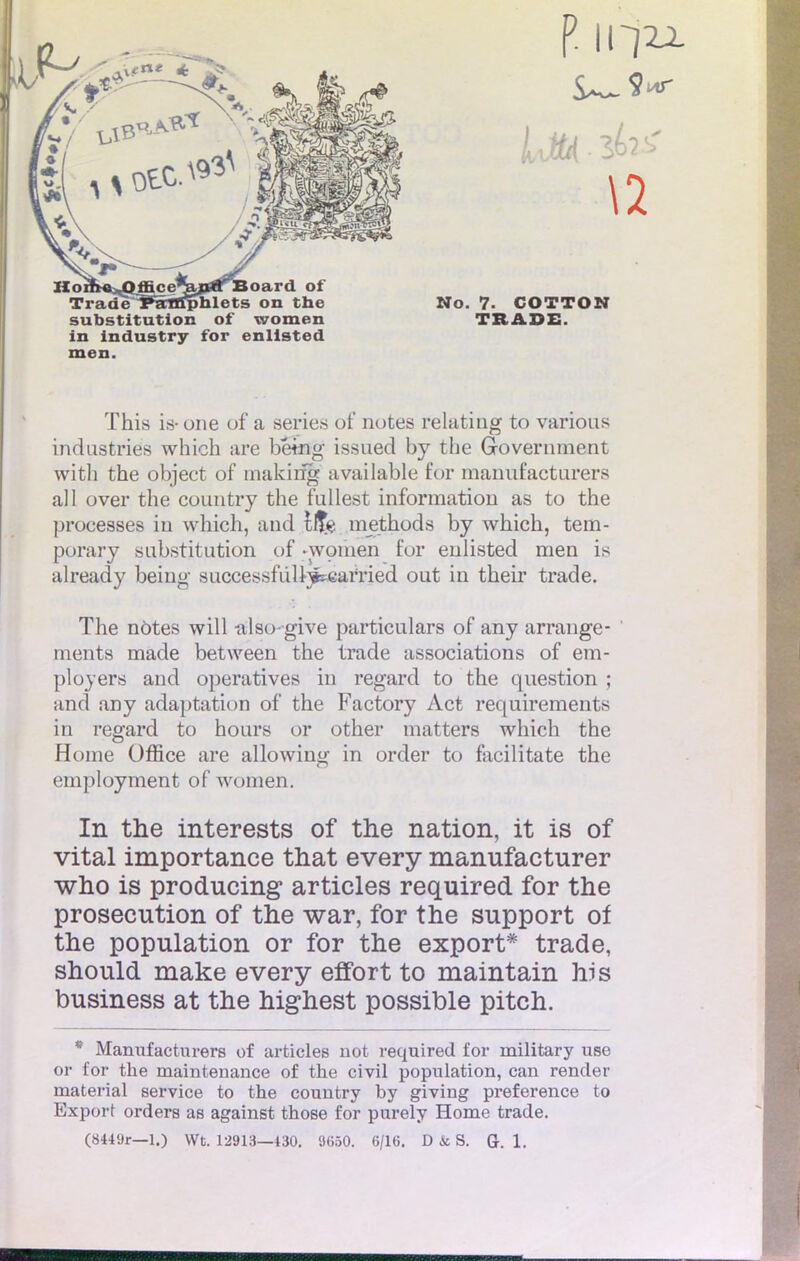 P. 11722
LIBRARY
11 DEC. 1931
12
Home Office and Board of
Trade Pamphlets on the
substitution of women
in industry for enlisted
men.
No. 7. COTTON
TRADE.
This is one of a series of notes relating to various
industries which are being issued by the Government
with the object of making available for manufacturers
all over the country the fullest information as to the
processes in which, and the methods by which, tem-
porary substitution of women for enlisted men is
already being successfully carried out in their trade.
The notes will also give particulars of any arrange-
ments made between the trade associations of em-
ployers and operatives in regard to the question ;
and any adaptation of the Factory Act requirements
in regard to hours or other matters which the
Home Office are allowing in order to facilitate the
employment of women.
In the interests of the nation, it is of
vital importance that every manufacturer
who is producing articles required for the
prosecution of the war, for the support of
the population or for the export* trade,
should make every effort to maintain his
business at the highest possible pitch.
* Manufacturers of articles not required for military use
or for the maintenance of the civil population, can render
material service to the country by giving preference to
Export orders as against those for purely Home trade.
(8449r—1.) Wt. 12913—430. 9650. 6/16. D & S. G. 1.